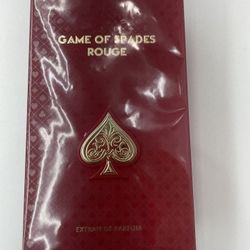 GAME OF SPADES
ROUGE
EXTRAIT DE PARFUM